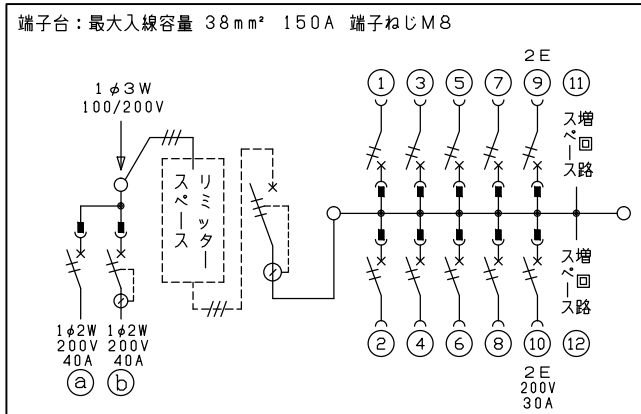 端子台：最大入線容量 38mm² 150A 端子ねじM8
1φ3W
100/200V
リミッター
スペース
2E
① ③ ⑤ ⑦ ⑨ ⑪
増回路
スペース
増回路
スペース
② ④ ⑥ ⑧ ⑩ ⑫
2E
200V
30A
1φ2W 1φ2W
200V 200V
40A 40A
ⓐ ⓑ